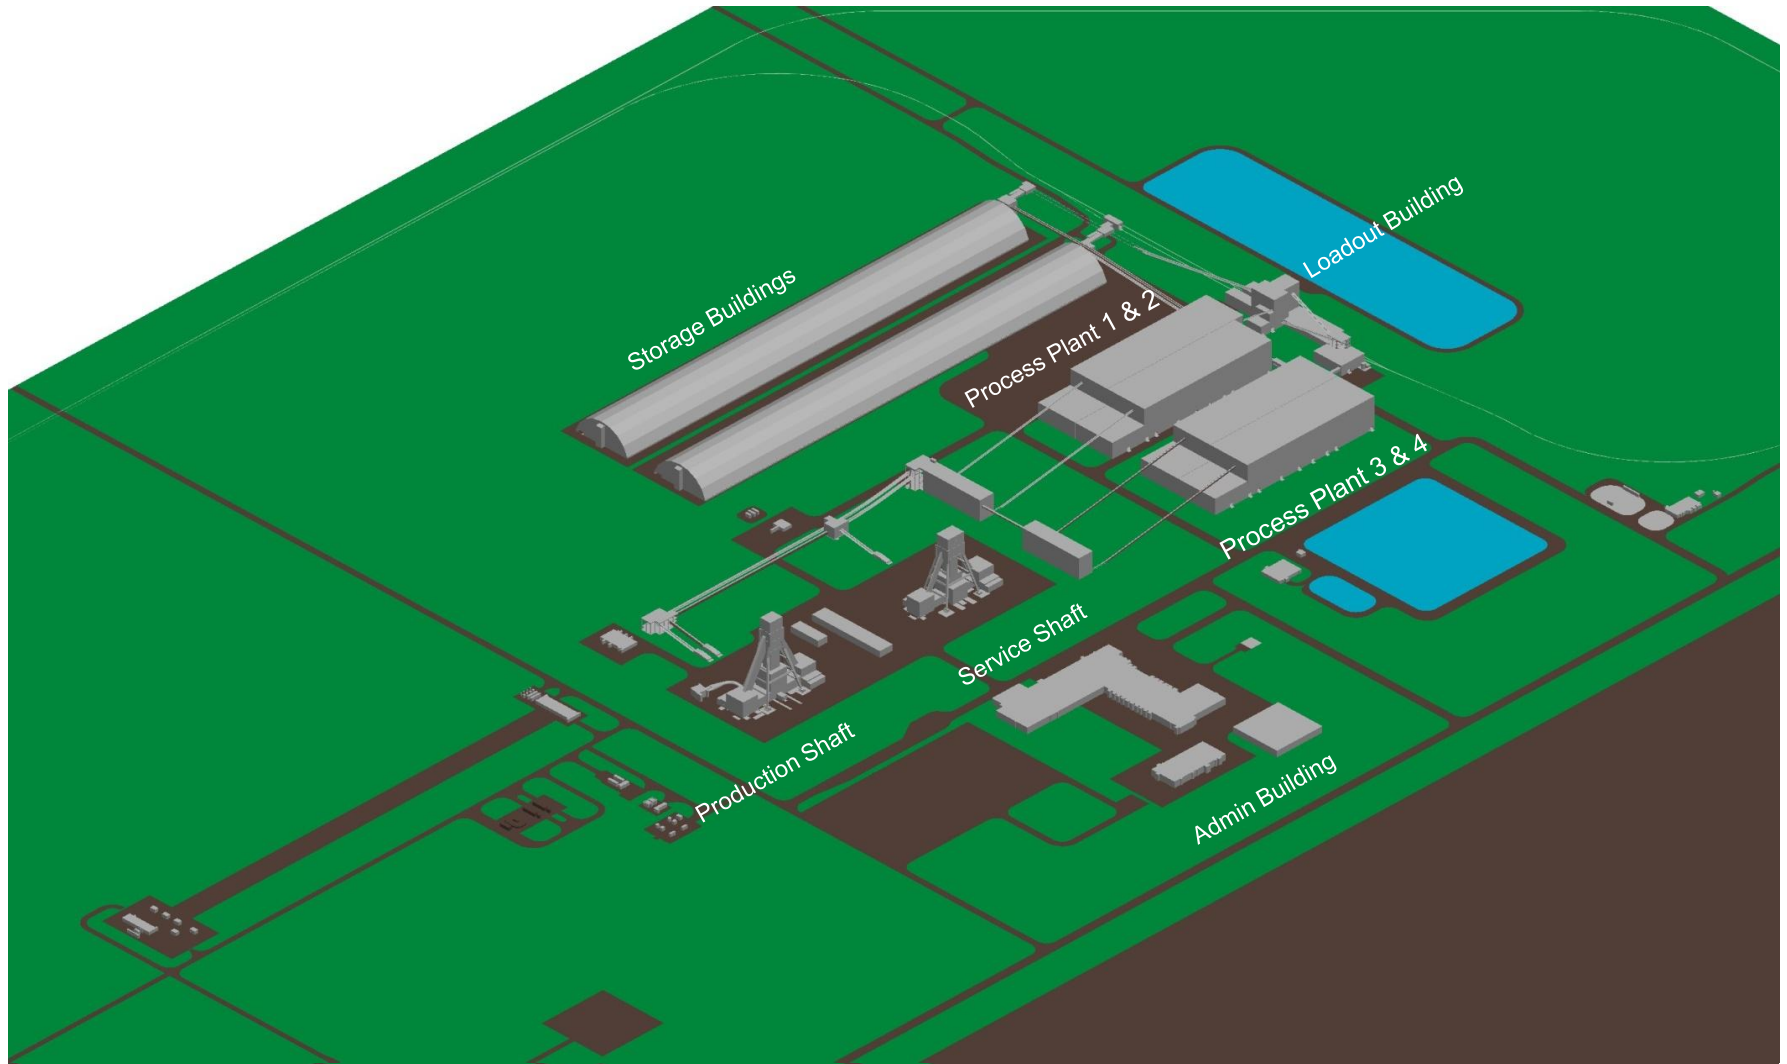 Loadout Building
Storage Buildings
Process Plant 1 & 2
Process Plant 3 & 4
Service Shaft
Production Shaft
Admin Building